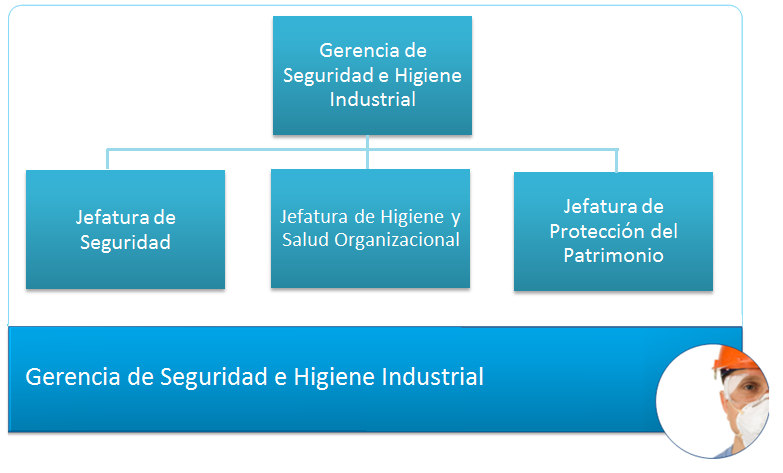 Gerencia de
Seguridad e Higiene
Industrial
Jefatura de
Seguridad
Jefatura de Higiene y
Salud Organizacional
Jefatura de
Protección del
Patrimonio
Gerencia de Seguridad e Higiene Industrial